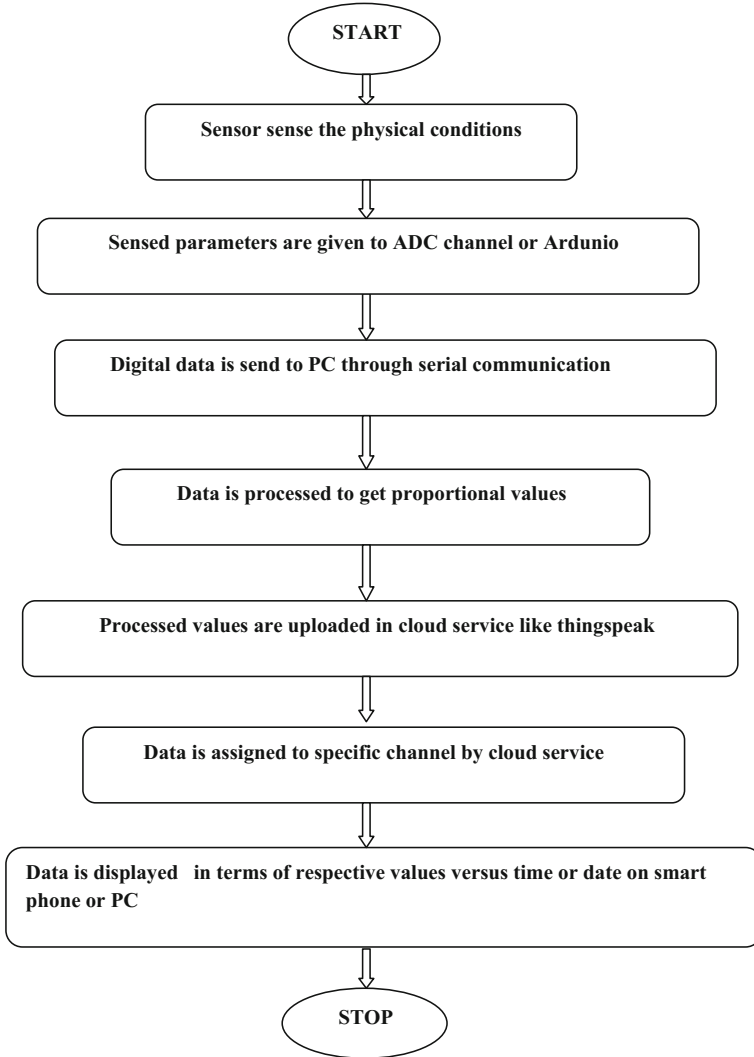 START
Sensor sense the physical conditions
Sensed parameters are given to ADC channel or Ardunio
Digital data is send to PC through serial communication
Data is processed to get proportional values
Processed values are uploaded in cloud service like thingspeak
Data is assigned to specific channel by cloud service
Data is displayed in terms of respective values versus time or date on smart
phone or PC
STOP